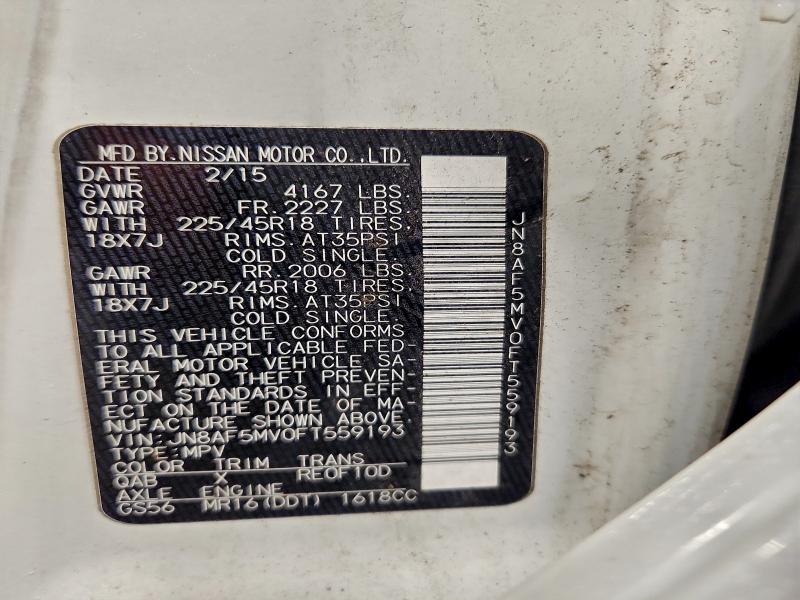 MFD BY.NISSAN MOTOR CO.,LTD.
DATE 2/15
GVWR 4167 LBS.
GAWR FR. 2227 LBS.
WITH 225/45R18 TIRES.
18X7J RIMS. AT35PSI
COLD SINGLE.
GAWR RR. 2006 LBS.
WITH 225/45R18 TIRES.
18X7J RIMS. AT35PSI
COLD SINGLE.
THIS VEHICLE CONFORMS
TO ALL APPLICABLE FED-
ERAL MOTOR VEHICLE SA-
FETY AND THEFT PREVEN-
TION STANDARDS IN EFF-
ECT ON THE DATE OF MA-
NUFACTURE SHOWN ABOVE.
VIN: JN8AF5MV0FT559193
TYPE:MPV
COLOR TRIM TRANS
QAB X RE0F10D
AXLE ENGINE
GS56 MR16(DDT) 1618CC
JN8AF5MV0FT559193